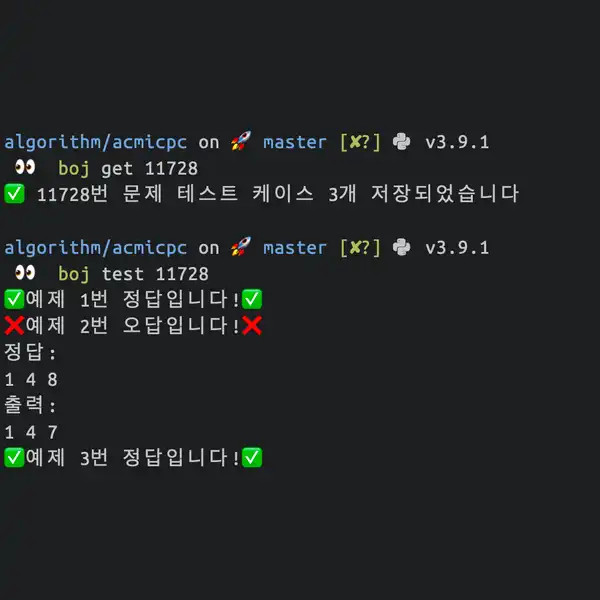 algorithm/acmicpc on 🚀 master [✘?] v3.9.1
👀 boj get 11728
✅ 11728번 문제 테스트 케이스 3개 저장되었습니다
algorithm/acmicpc on 🚀 master [✘?] v3.9.1
👀 boj test 11728
✅예제 1번 정답입니다!✅
❌예제 2번 오답입니다!❌
정답:
1 4 8
출력:
1 4 7
✅예제 3번 정답입니다!✅